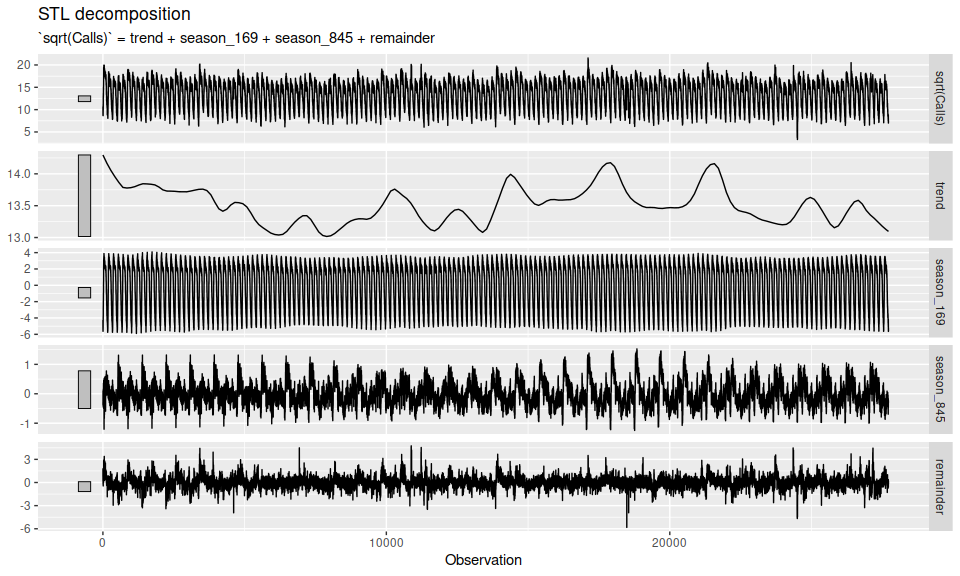 STL decomposition
`sqrt(Calls)` = trend + season_169 + season_845 + remainder
20
15
10
5
sqrt(Calls)
14.0
13.5
13.0
trend
4
2
0
-2
-4
-6
season_169
1
0
-1
season_845
3
0
-3
-6
remainder
0
10000
20000
Observation